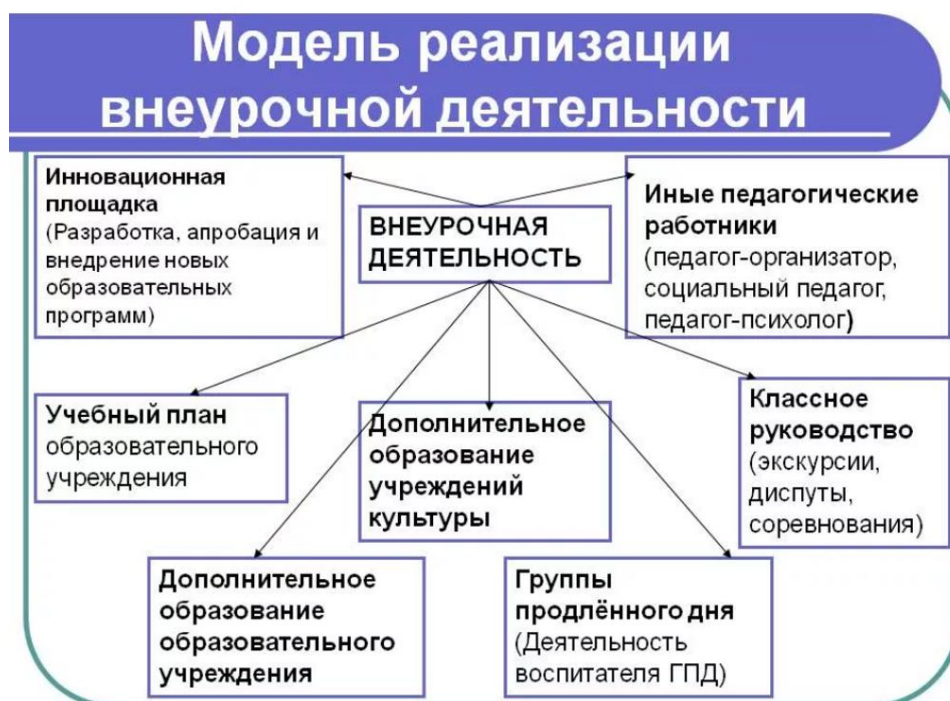 Модель реализации
внеурочной деятельности
Инновационная
площадка
(Разработка, апробация и
внедрение новых
образовательных
программ)
ВНЕУРОЧНАЯ
ДЕЯТЕЛЬНОСТЬ
Иные педагогические
работники
(педагог-организатор,
социальный педагог,
педагог-психолог)
Учебный план
образовательного
учреждения
Дополнительное
образование
учреждений
культуры
Классное
руководство
(экскурсии,
диспуты,
соревнования)
Дополнительное
образование
образовательного
учреждения
Группы
продлённого дня
(Деятельность
воспитателя ГПД)